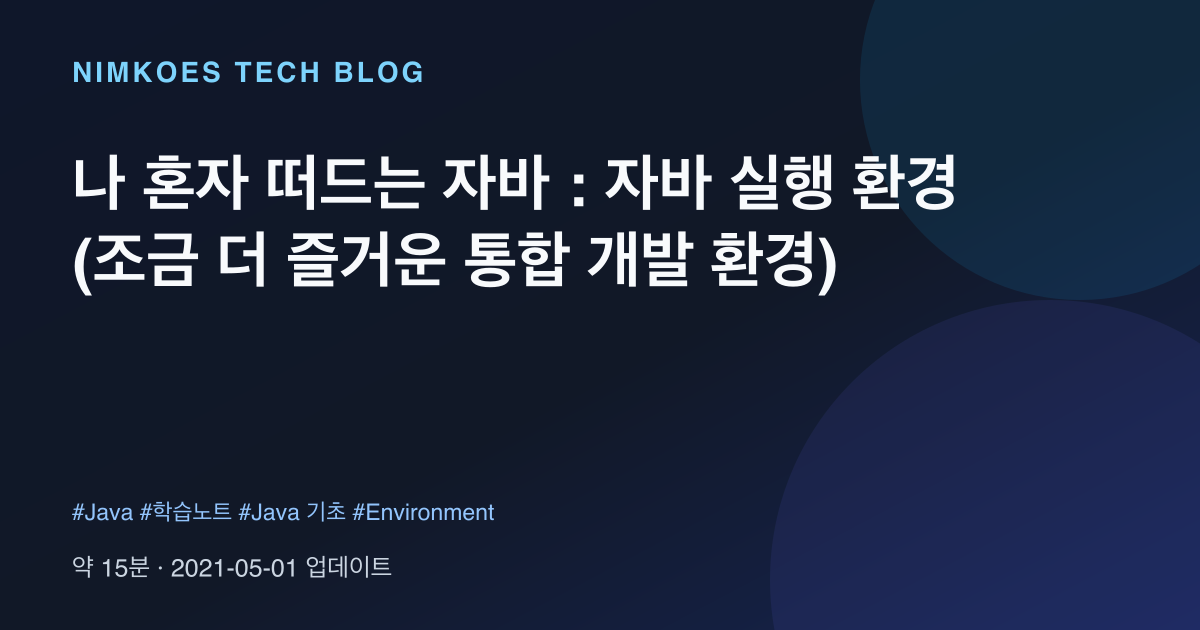 NIMKOES TECH BLOG
나 혼자 떠드는 자바 : 자바 실행 환경
(조금 더 즐거운 통합 개발 환경)
#Java #학습노트 #Java 기초 #Environment
약 15분 · 2021-05-01 업데이트